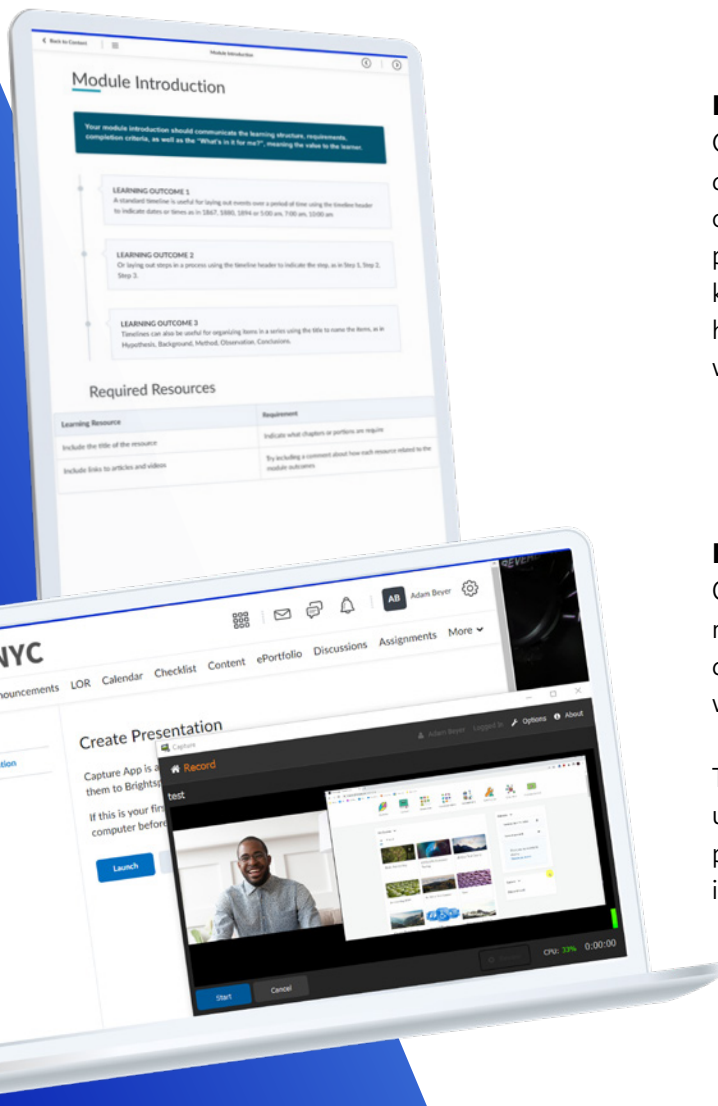 Back to Content
Module Introduction
Module Introduction
Your module introduction should communicate the learning structure, requirements,
completion criteria, as well as the "What's in it for me?", meaning the value to the learner.
LEARNING OUTCOME 1
A standard timeline is useful for laying out events over a period of time using the timeline header
to indicate dates or times as in 1867, 1880, 1894 or 5:00 am, 7:00 am, 10:00 am
LEARNING OUTCOME 2
Or laying out steps in a process using the timeline header to indicate the step, as in Step 1, Step 2,
Step 3.
LEARNING OUTCOME 3
Timelines can also be useful for organizing items in a series using the title to name the items, as in
Hypothesis, Background, Method, Observation, Conclusions.
Required Resources
Learning Resource Requirement
Include the title of the resource Indicate what chapters or portions are require
Include links to articles and videos Try including a comment about how each resource related to the
module outcomes
NYC
AB Adam Beyer
nouncements LOR Calendar Checklist Content ePortfolio Discussions Assignments More
Create Presentation
Capture App is a
them to Brightsp
If this is your firs
computer before
Launch
Capture
Record
Adam Beyer Logged In Options About
test
Start Cancel
CPU: 33% 0:00:00